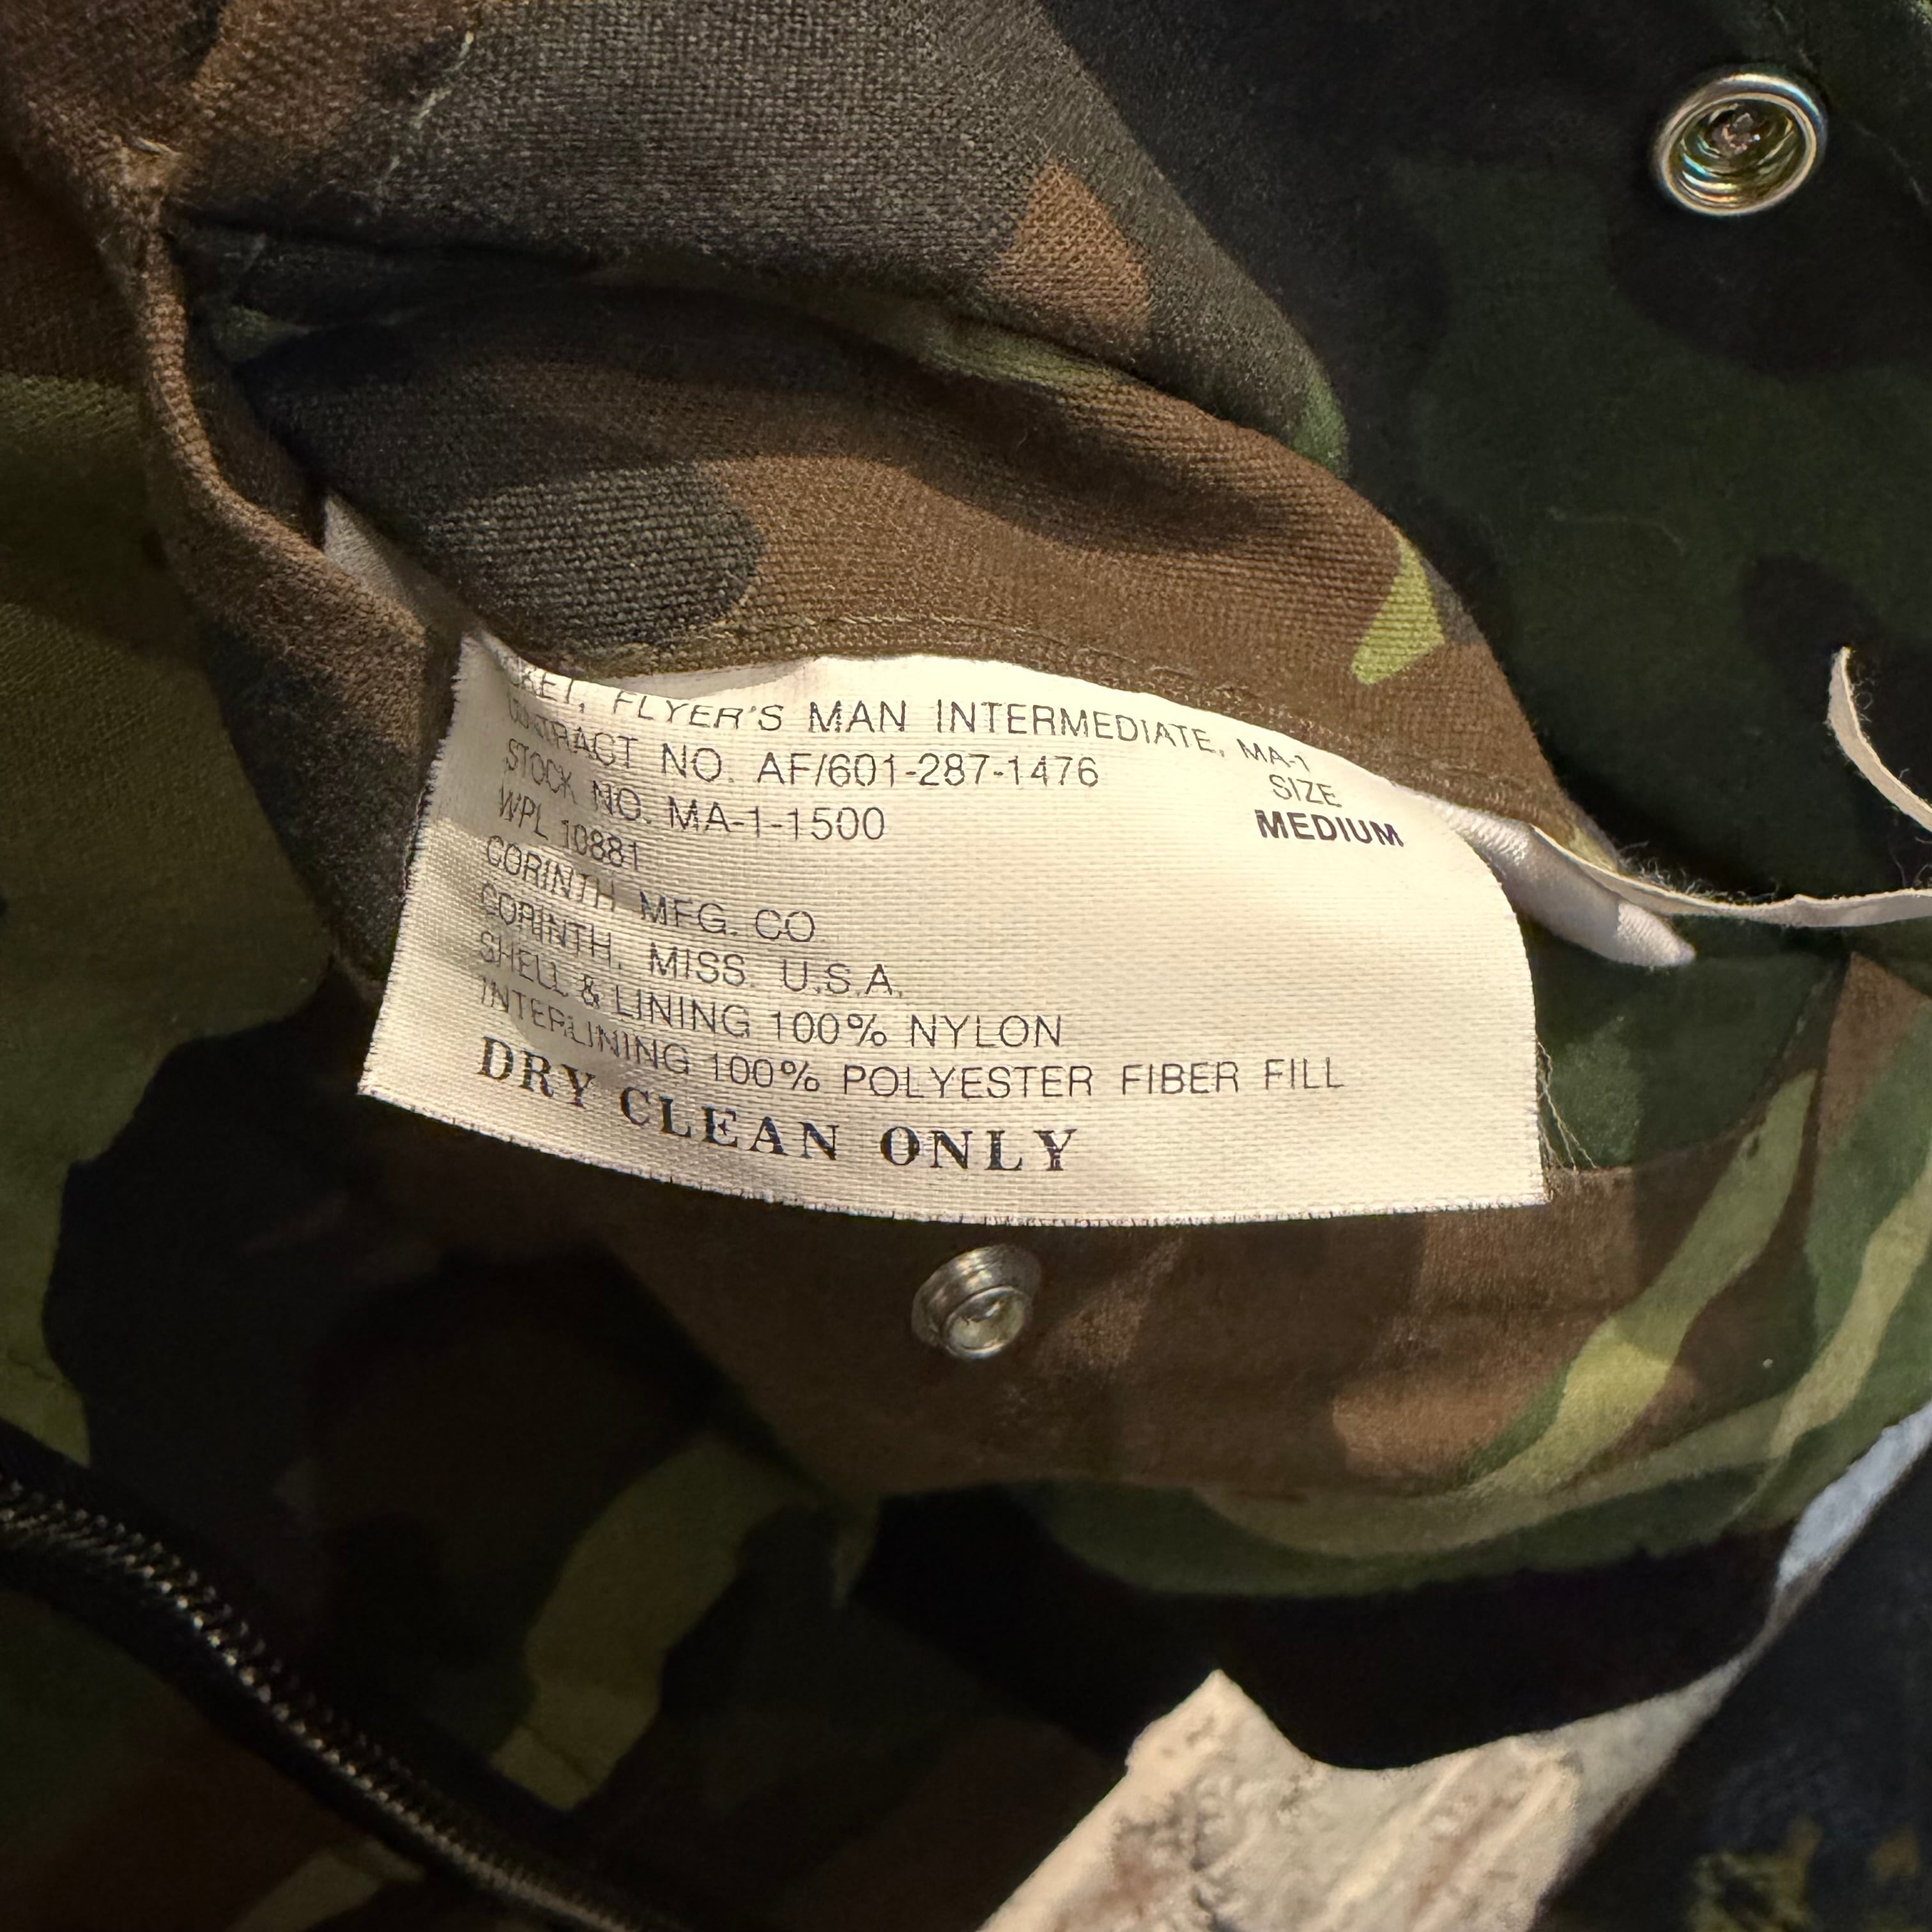 KET, FLYER'S MAN INTERMEDIATE, MA-1
CONTRACT NO. AF/601-287-1476
SIZE
STOCK NO. MA-1-1500
MEDIUM
WPL 10881
CORINTH MFG. CO
CORINTH, MISS. U.S.A.
SHELL & LINING 100% NYLON
INTERLINING 100% POLYESTER FIBER FILL
DRY CLEAN ONLY